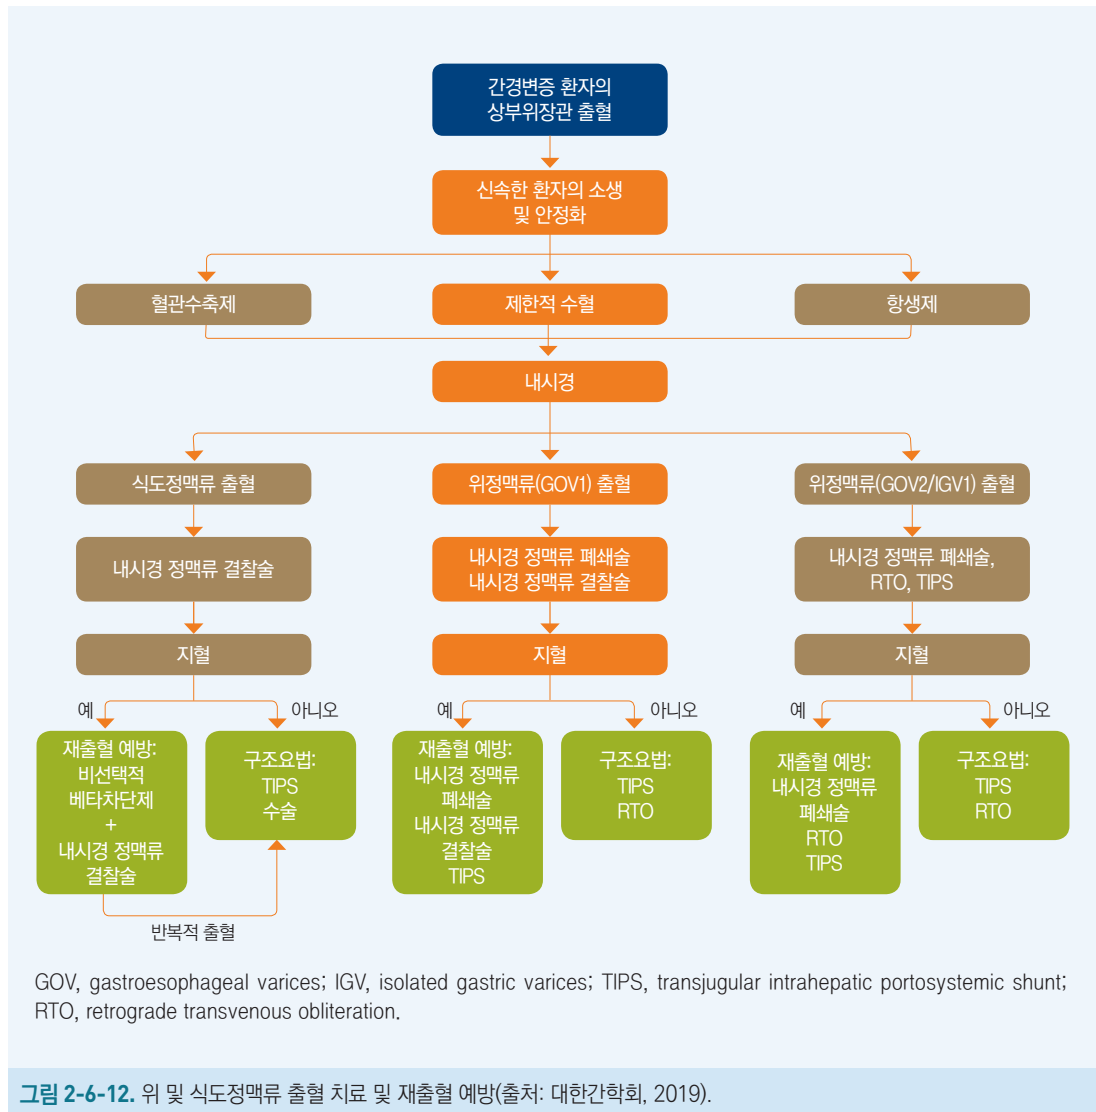 간경변증 환자의
상부위장관 출혈
신속한 환자의 소생
및 안정화
혈관수축제
제한적 수혈
항생제
내시경
식도정맥류 출혈
위정맥류(GOV1) 출혈
위정맥류(GOV2/IGV1) 출혈
내시경 정맥류 결찰술
내시경 정맥류 폐쇄술
내시경 정맥류 결찰술
내시경 정맥류 폐쇄술,
RTO, TIPS
지혈
지혈
지혈
예
아니오
예
아니오
예
아니오
재출혈 예방:
비선택적
베타차단제
+
내시경 정맥류
결찰술
구조요법:
TIPS
수술
재출혈 예방:
내시경 정맥류
폐쇄술
내시경 정맥류
결찰술
TIPS
구조요법:
TIPS
RTO
재출혈 예방:
내시경 정맥류
폐쇄술
RTO
TIPS
구조요법:
TIPS
RTO
반복적 출혈
GOV, gastroesophageal varices; IGV, isolated gastric varices; TIPS, transjugular intrahepatic portosystemic shunt;
RTO, retrograde transvenous obliteration.
그림 2-6-12. 위 및 식도정맥류 출혈 치료 및 재출혈 예방(출처: 대한간학회, 2019).